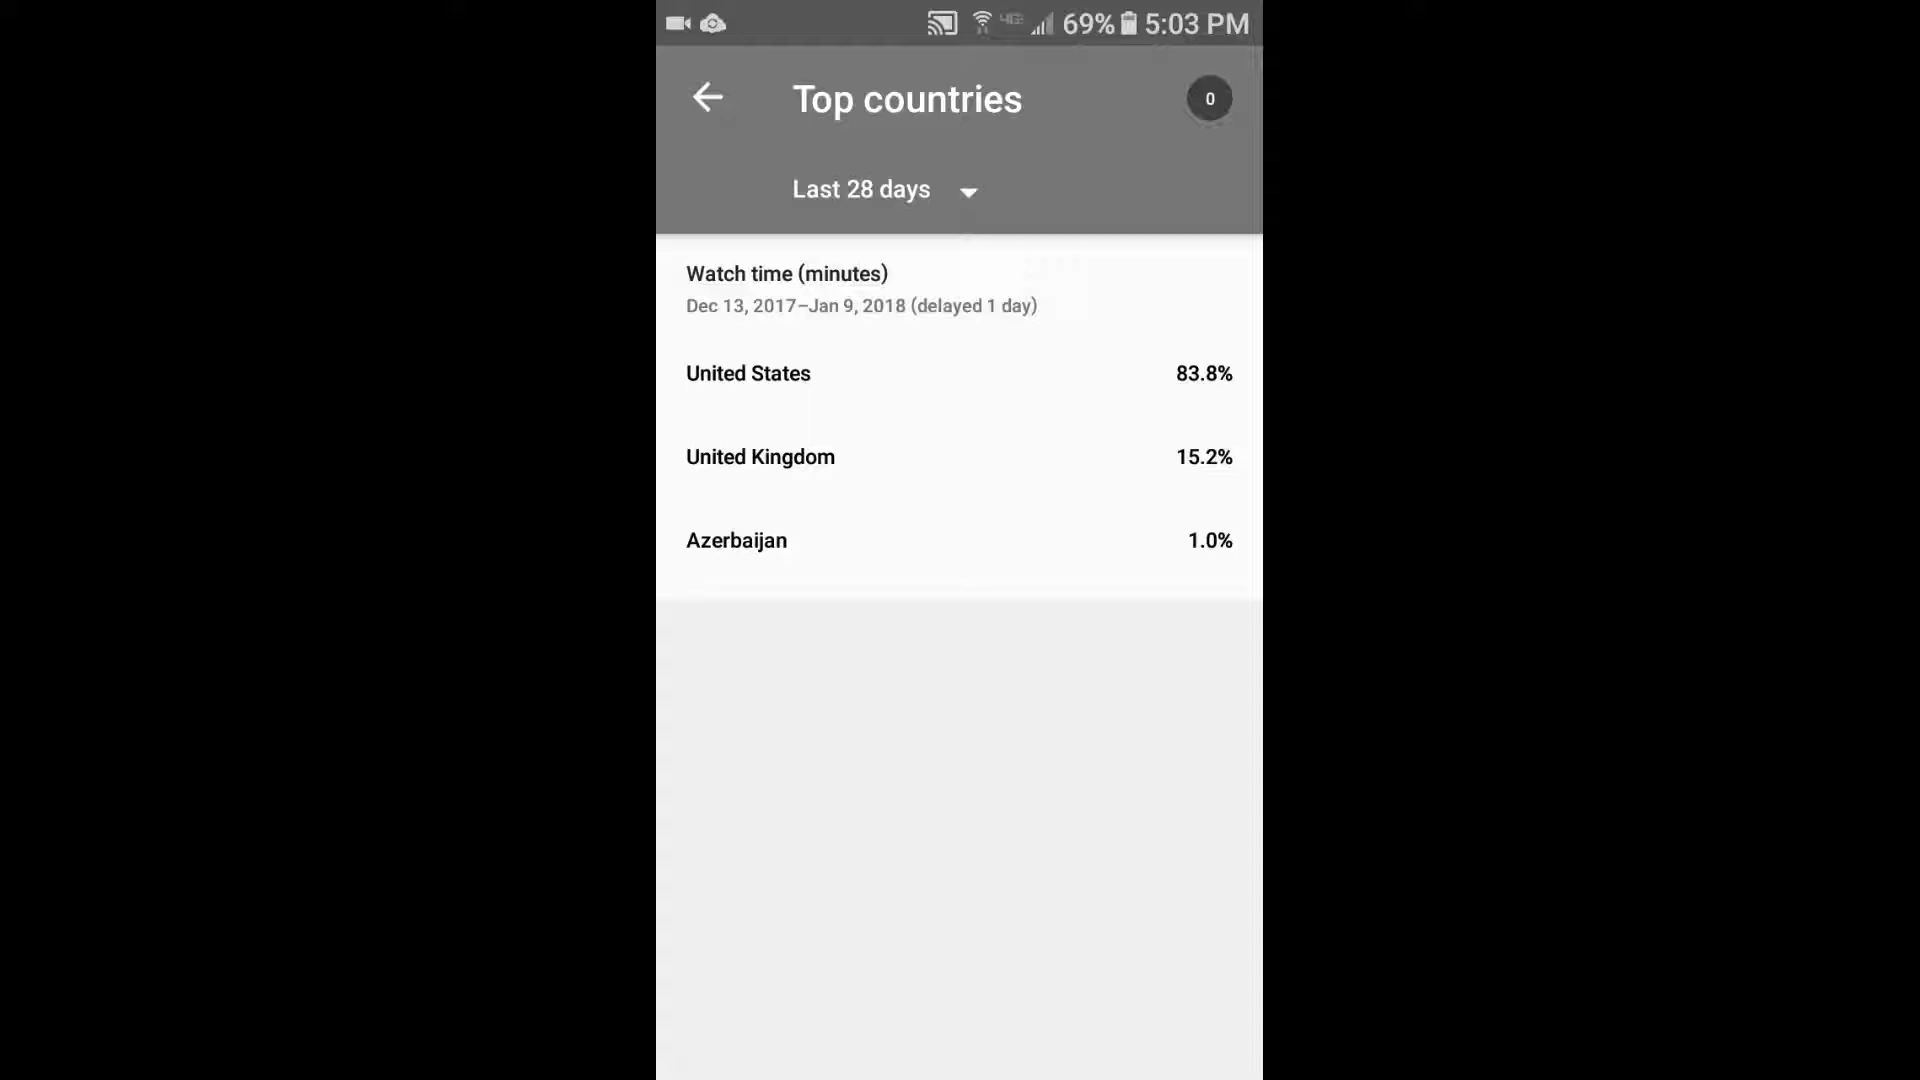 4G 69% 5:03 PM
Top countries 0
Last 28 days
Watch time (minutes)
Dec 13, 2017–Jan 9, 2018 (delayed 1 day)
United States 83.8%
United Kingdom 15.2%
Azerbaijan 1.0%